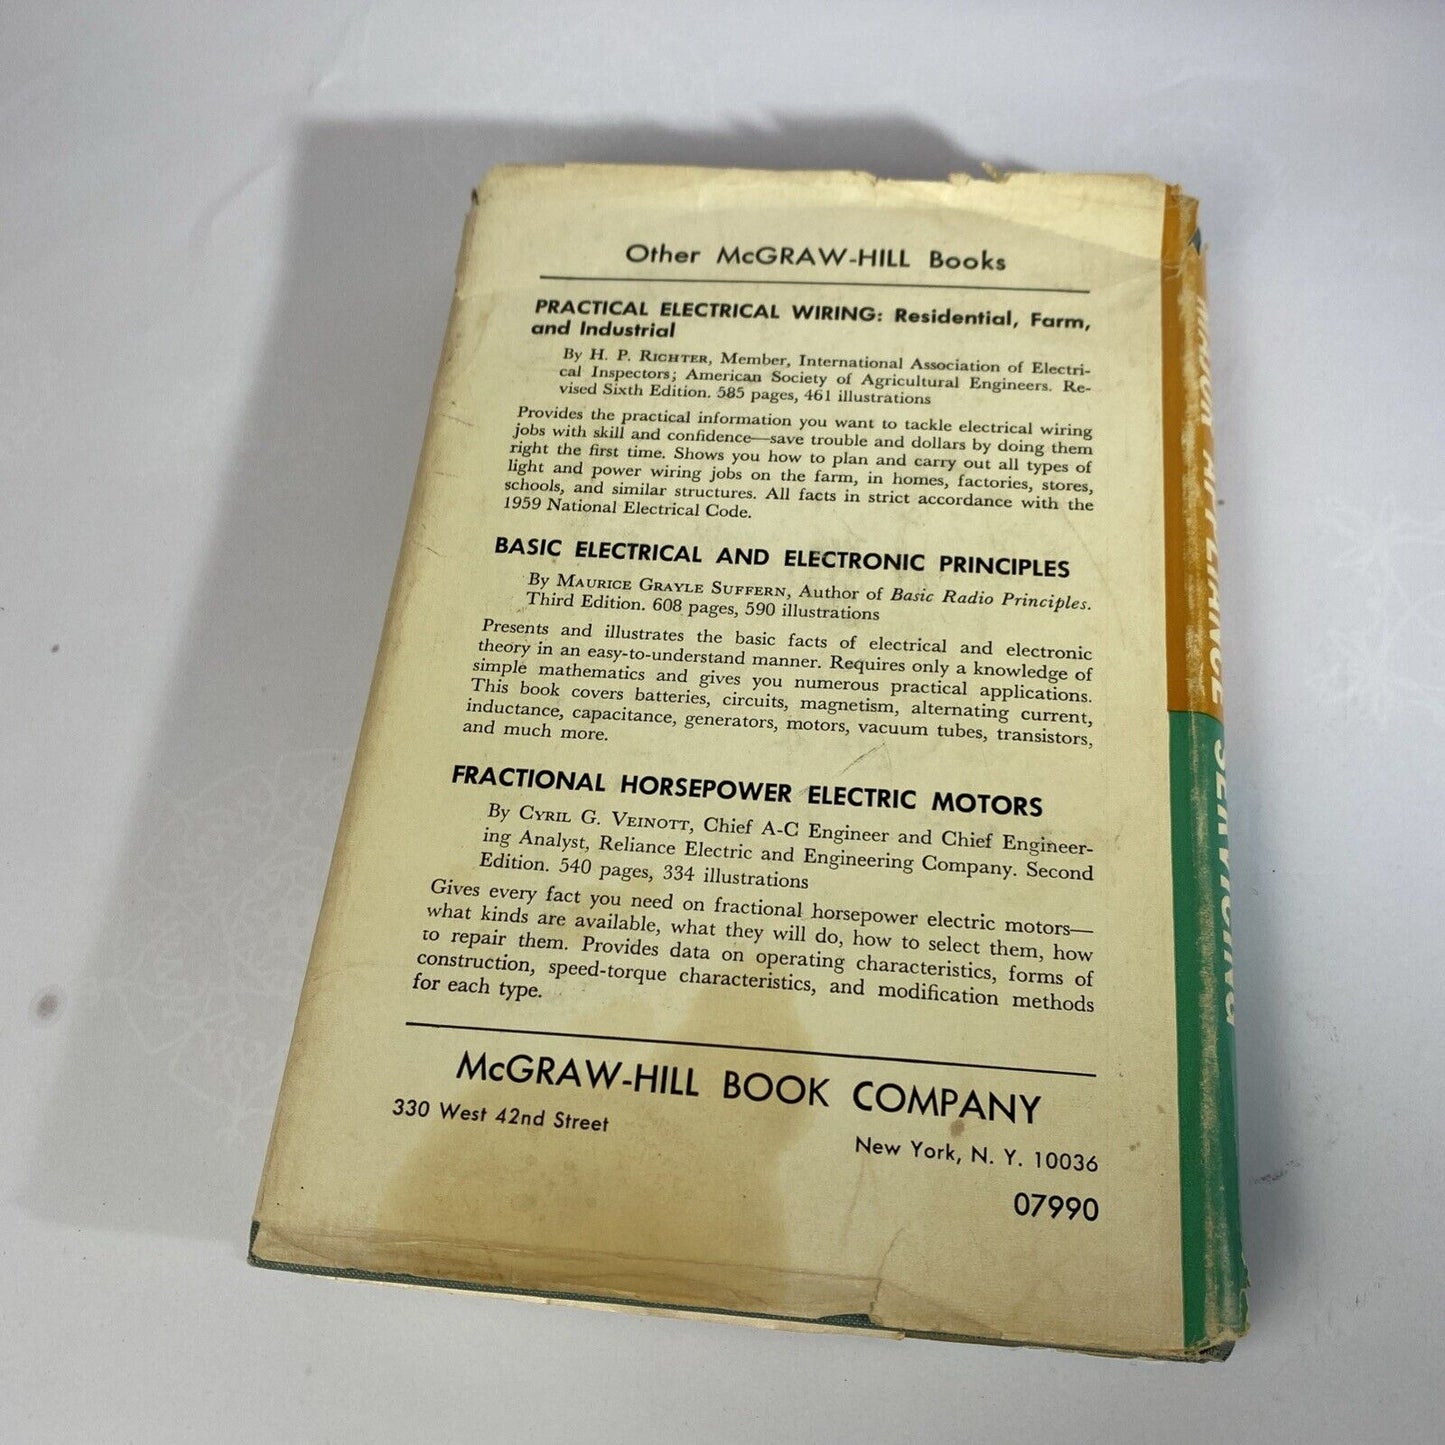 Other McGRAW-HILL Books
PRACTICAL ELECTRICAL WIRING: Residential, Farm,
and Industrial
By H. P. RICHTER, Member, International Association of Electri-
cal Inspectors; American Society of Agricultural Engineers. Re-
vised Sixth Edition. 585 pages, 461 illustrations
Provides the practical information you want to tackle electrical wiring
jobs with skill and confidence—save trouble and dollars by doing them
right the first time. Shows you how to plan and carry out all types of
light and power wiring jobs on the farm, in homes, factories, stores,
schools, and similar structures. All facts in strict accordance with the
1959 National Electrical Code.
BASIC ELECTRICAL AND ELECTRONIC PRINCIPLES
By MAURICE GRAYLE SUFFERN, Author of Basic Radio Principles.
Third Edition. 608 pages, 590 illustrations
Presents and illustrates the basic facts of electrical and electronic
theory in an easy-to-understand manner. Requires only a knowledge of
simple mathematics and gives you numerous practical applications.
This book covers batteries, circuits, magnetism, alternating current,
inductance, capacitance, generators, motors, vacuum tubes, transistors,
and much more.
FRACTIONAL HORSEPOWER ELECTRIC MOTORS
By CYRIL G. VEINOTT, Chief A-C Engineer and Chief Engineer-
ing Analyst, Reliance Electric and Engineering Company. Second
Edition. 540 pages, 334 illustrations
Gives every fact you need on fractional horsepower electric motors—
what kinds are available, what they will do, how to select them, how
to repair them. Provides data on operating characteristics, forms of
construction, speed-torque characteristics, and modification methods
for each type.
McGRAW-HILL BOOK COMPANY
330 West 42nd Street
New York, N. Y. 10036
07990
APPLIANCE SERVICING